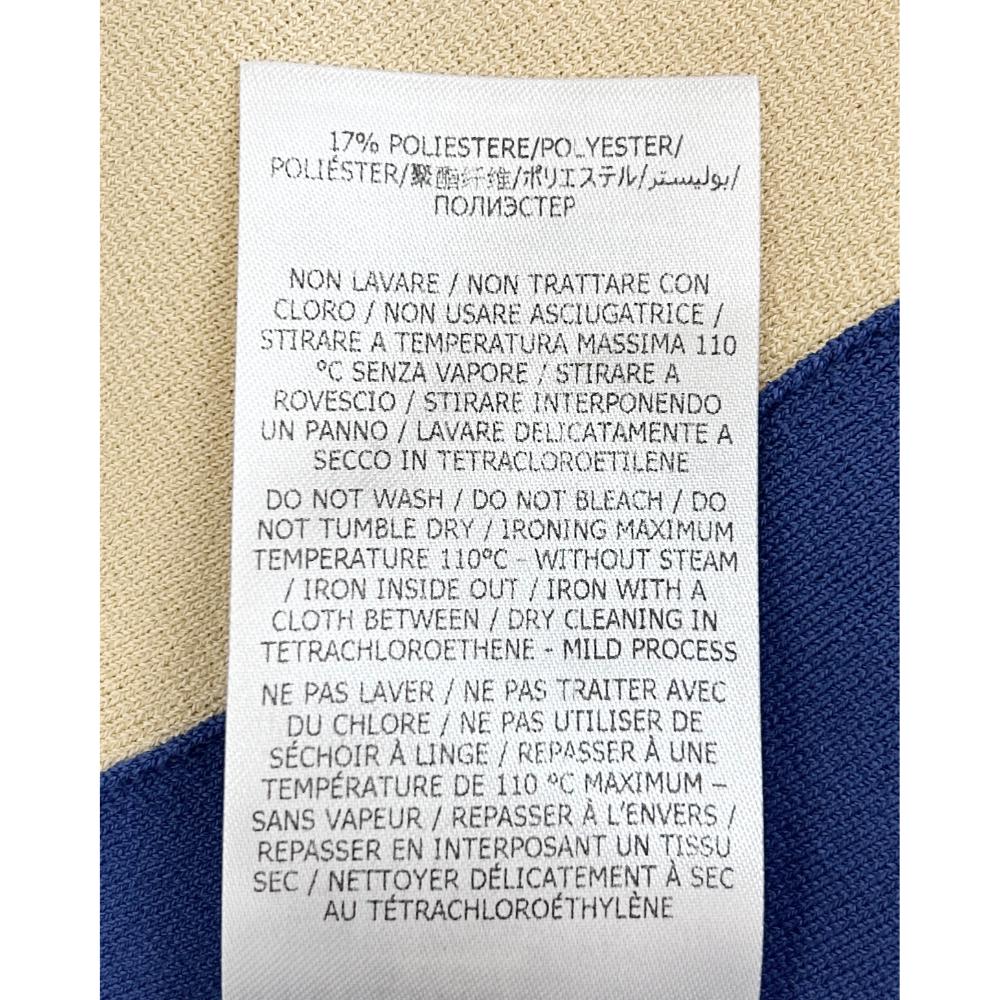 17% POLIESTERE/POLYESTER/
POLIÉSTER/聚酯纤维/ポリエステル/بوليستر/
ПОЛИЭСТЕР
NON LAVARE / NON TRATTARE CON
CLORO / NON USARE ASCIUGATRICE /
STIRARE A TEMPERATURA MASSIMA 110
°C SENZA VAPORE / STIRARE A
ROVESCIO / STIRARE INTERPONENDO
UN PANNO / LAVARE DELICATAMENTE A
SECCO IN TETRACLOROETILENE
DO NOT WASH / DO NOT BLEACH / DO
NOT TUMBLE DRY / IRONING MAXIMUM
TEMPERATURE 110°C - WITHOUT STEAM
/ IRON INSIDE OUT / IRON WITH A
CLOTH BETWEEN / DRY CLEANING IN
TETRACHLOROETHENE - MILD PROCESS
NE PAS LAVER / NE PAS TRAITER AVEC
DU CHLORE / NE PAS UTILISER DE
SÉCHOIR À LINGE / REPASSER À UNE
TEMPÉRATURE DE 110 °C MAXIMUM –
SANS VAPEUR / REPASSER À L'ENVERS /
REPASSER EN INTERPOSANT UN TISSU
SEC / NETTOYER DÉLICATEMENT À SEC
AU TÉTRACHLOROÉTHYLÈNE